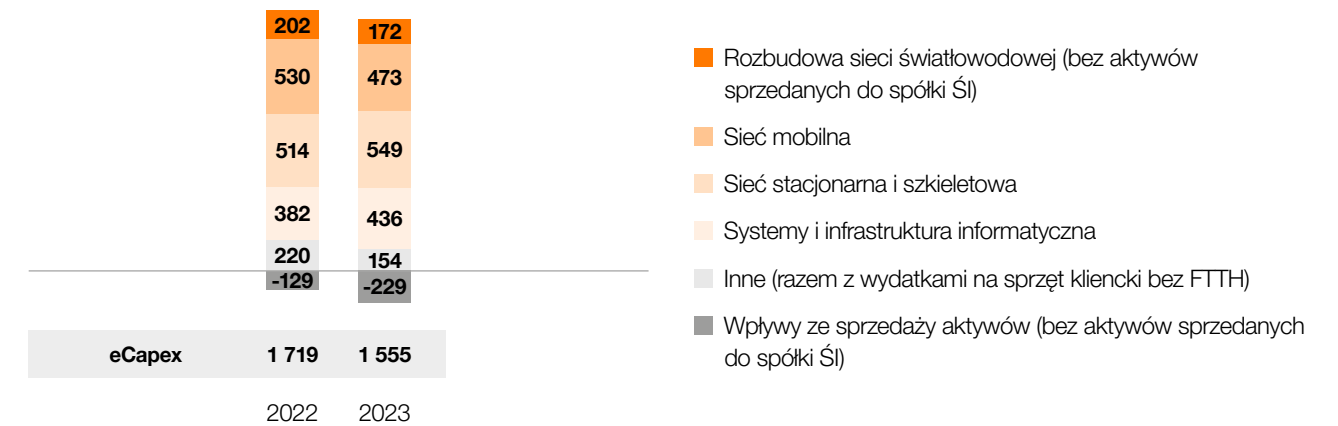 202
172
530
473
514
549
382
436
220
154
-129
-229
eCapex 1 719 1 555
2022 2023
Rozbudowa sieci światłowodowej (bez aktywów
sprzedanych do spółki ŚI)
Sieć mobilna
Sieć stacjonarna i szkieletowa
Systemy i infrastruktura informatyczna
Inne (razem z wydatkami na sprzęt kliencki bez FTTH)
Wpływy ze sprzedaży aktywów (bez aktywów sprzedanych
do spółki ŚI)